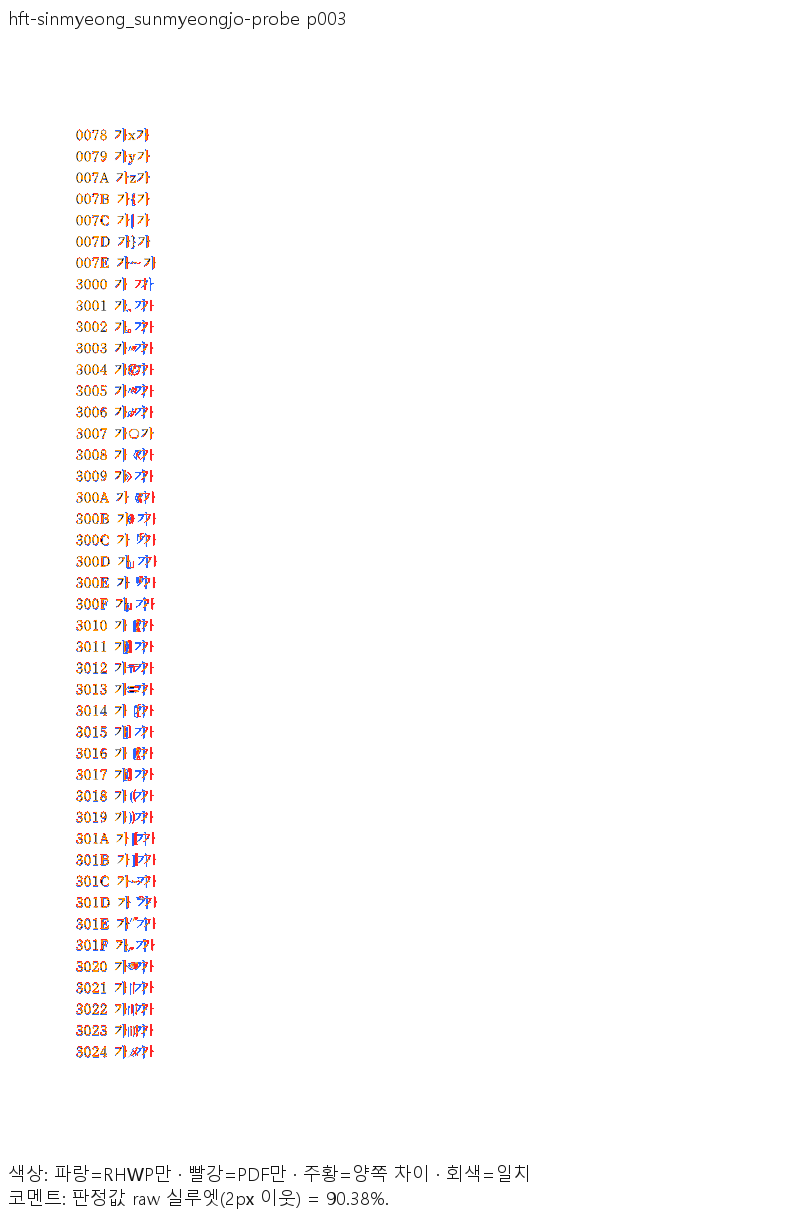 hft-sinmyeong_sunmyeongjo-probe p003
0078 가x가
0079 가y가
007A 가z가
007B 가{가
007C 가|가
007D 가}가
007E 가~가
3000 가 가
3001 가、가
3002 가。가
3003 가〃가
3004 가〄가
3005 가々가
3006 가〆가
3007 가〇가
3008 가〈가
3009 가〉가
300A 가《가
300B 가》가
300C 가「가
300D 가」가
300E 가『가
300F 가』가
3010 가【가
3011 가】가
3012 가〒가
3013 가〓가
3014 가〔가
3015 가〕가
3016 가〖가
3017 가〗가
3018 가〘가
3019 가〙가
301A 가〚가
301B 가〛가
301C 가〜가
301D 가〝가
301E 가〞가
301F 가〟가
3020 가〠가
3021 가〡가
3022 가〢가
3023 가〣가
3024 가〤가
색상: 파랑=RHWP만 · 빨강=PDF만 · 주황=양쪽 차이 · 회색=일치
코멘트: 판정값 raw 실루엣(2px 이웃) = 90.38%.